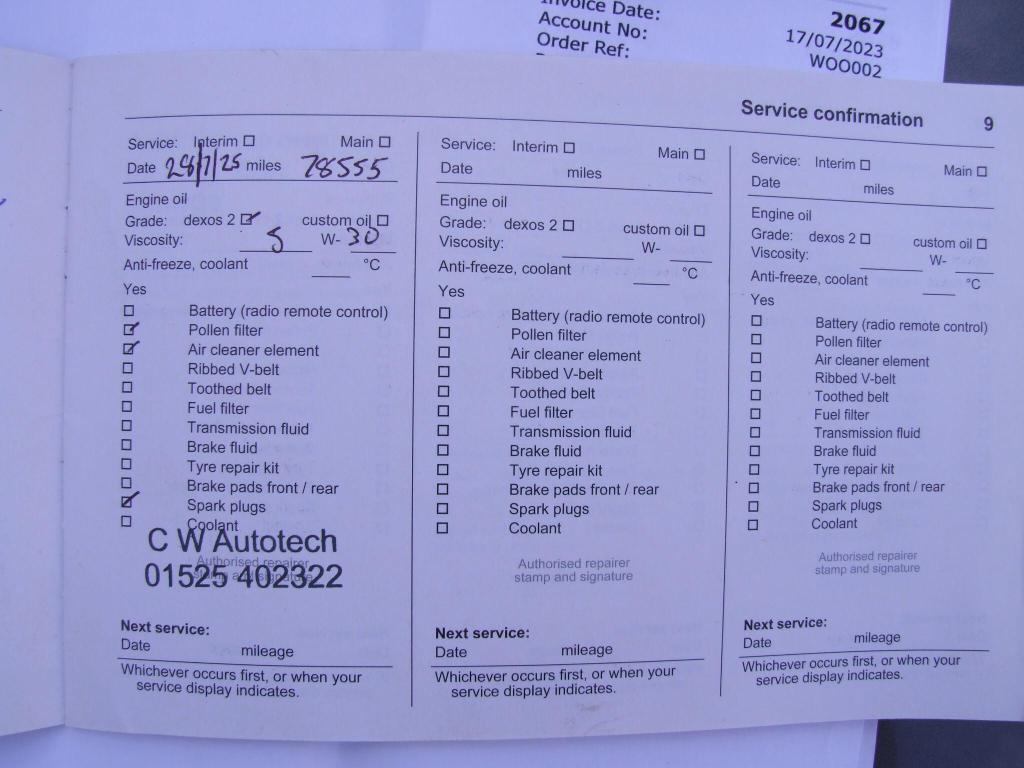 Invoice Date:
Account No:
Order Ref:
2067
17/07/2023
WOO002
Service confirmation 9
Service: Interim ☐ Main ☐
Date 28/7/25 miles 78555
Engine oil
Grade: dexos 2 ☑ custom oil ☐
Viscosity: 5 W- 30
Anti-freeze, coolant °C
Yes
☐ Battery (radio remote control)
☑ Pollen filter
☑ Air cleaner element
☐ Ribbed V-belt
☐ Toothed belt
☐ Fuel filter
☐ Transmission fluid
☐ Brake fluid
☐ Tyre repair kit
☐ Brake pads front / rear
☑ Spark plugs
☐ Coolant
C W Autotech
Authorised repairer
01525 402322
stamp and signature
Next service:
Date mileage
Whichever occurs first, or when your
service display indicates.
Service: Interim ☐ Main ☐
Date miles
Engine oil
Grade: dexos 2 ☐ custom oil ☐
Viscosity: W-
Anti-freeze, coolant °C
Yes
☐ Battery (radio remote control)
☐ Pollen filter
☐ Air cleaner element
☐ Ribbed V-belt
☐ Toothed belt
☐ Fuel filter
☐ Transmission fluid
☐ Brake fluid
☐ Tyre repair kit
☐ Brake pads front / rear
☐ Spark plugs
☐ Coolant
Authorised repairer
stamp and signature
Next service:
Date mileage
Whichever occurs first, or when your
service display indicates.
Service: Interim ☐ Main ☐
Date miles
Engine oil
Grade: dexos 2 ☐ custom oil ☐
Viscosity: W-
Anti-freeze, coolant °C
Yes
☐ Battery (radio remote control)
☐ Pollen filter
☐ Air cleaner element
☐ Ribbed V-belt
☐ Toothed belt
☐ Fuel filter
☐ Transmission fluid
☐ Brake fluid
☐ Tyre repair kit
☐ Brake pads front / rear
☐ Spark plugs
☐ Coolant
Authorised repairer
stamp and signature
Next service:
Date mileage
Whichever occurs first, or when your
service display indicates.